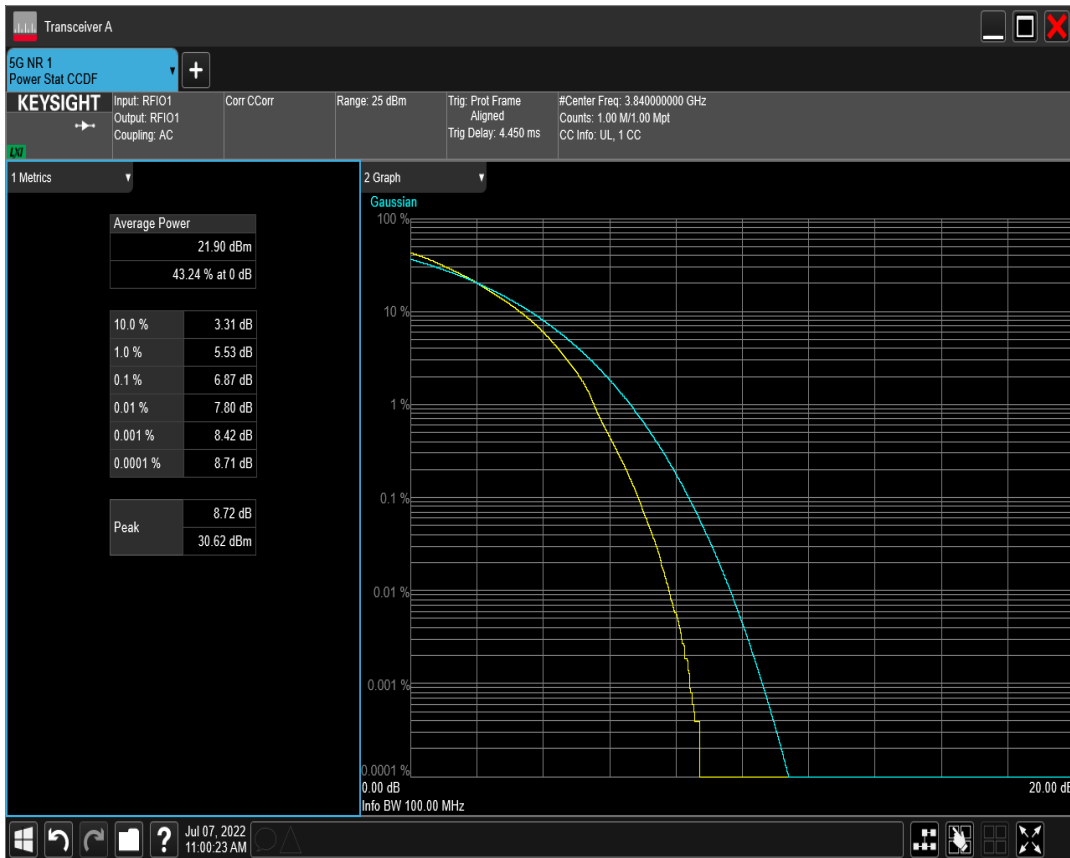 Transceiver A
5G NR 1
Power Stat CCDF
+
KEYSIGHT
LXI
Input: RFIO1
Output: RFIO1
Coupling: AC
Corr CCorr
Range: 25 dBm
Trig: Prot Frame
Aligned
Trig Delay: 4.450 ms
#Center Freq: 3.840000000 GHz
Counts: 1.00 M/1.00 Mpt
CC Info: UL, 1 CC
1 Metrics
Average Power
21.90 dBm
43.24 % at 0 dB
10.0 % 3.31 dB
1.0 % 5.53 dB
0.1 % 6.87 dB
0.01 % 7.80 dB
0.001 % 8.42 dB
0.0001 % 8.71 dB
Peak
8.72 dB
30.62 dBm
2 Graph
Gaussian
100 %
10 %
1 %
0.1 %
0.01 %
0.001 %
0.0001 %
0.00 dB 20.00 dB
Info BW 100.00 MHz
?
Jul 07, 2022
11:00:23 AM